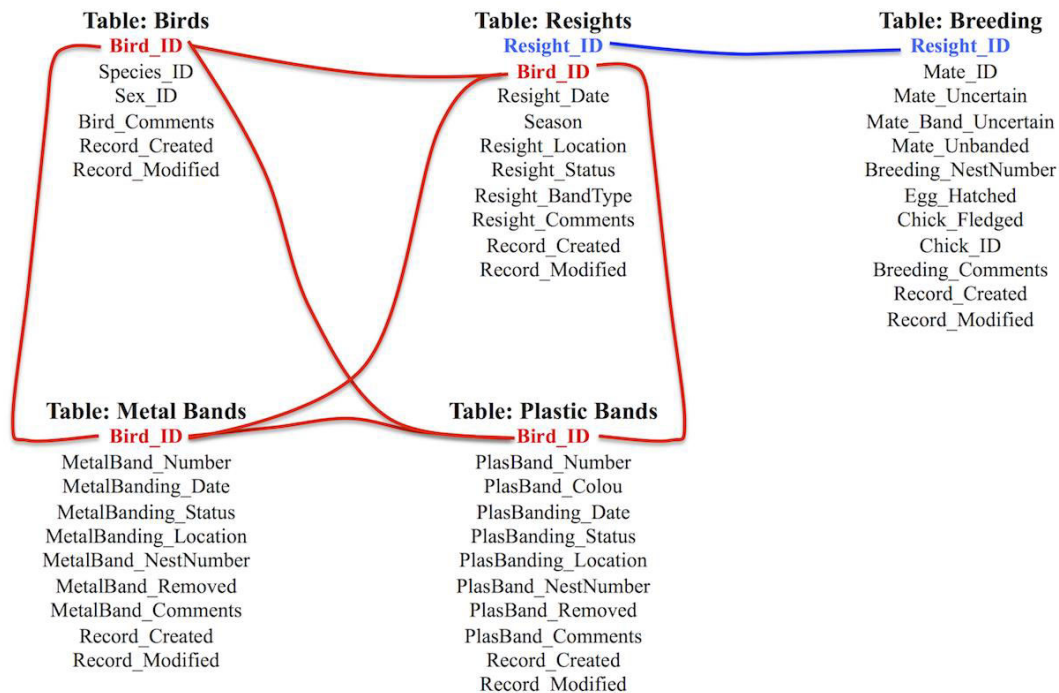 Table: Birds
Bird_ID
Species_ID
Sex_ID
Bird_Comments
Record_Created
Record_Modified
Table: Resights
Resight_ID
Bird_ID
Resight_Date
Season
Resight_Location
Resight_Status
Resight_BandType
Resight_Comments
Record_Created
Record_Modified
Table: Breeding
Resight_ID
Mate_ID
Mate_Uncertain
Mate_Band_Uncertain
Mate_Unbanded
Breeding_NestNumber
Egg_Hatched
Chick_Fledged
Chick_ID
Breeding_Comments
Record_Created
Record_Modified
Table: Metal Bands
Bird_ID
MetalBand_Number
MetalBanding_Date
MetalBanding_Status
MetalBanding_Location
MetalBand_NestNumber
MetalBand_Removed
MetalBand_Comments
Record_Created
Record_Modified
Table: Plastic Bands
Bird_ID
PlasBand_Number
PlasBand_Colou
PlasBanding_Date
PlasBanding_Status
PlasBanding_Location
PlasBand_NestNumber
PlasBand_Removed
PlasBand_Comments
Record_Created
Record_Modified